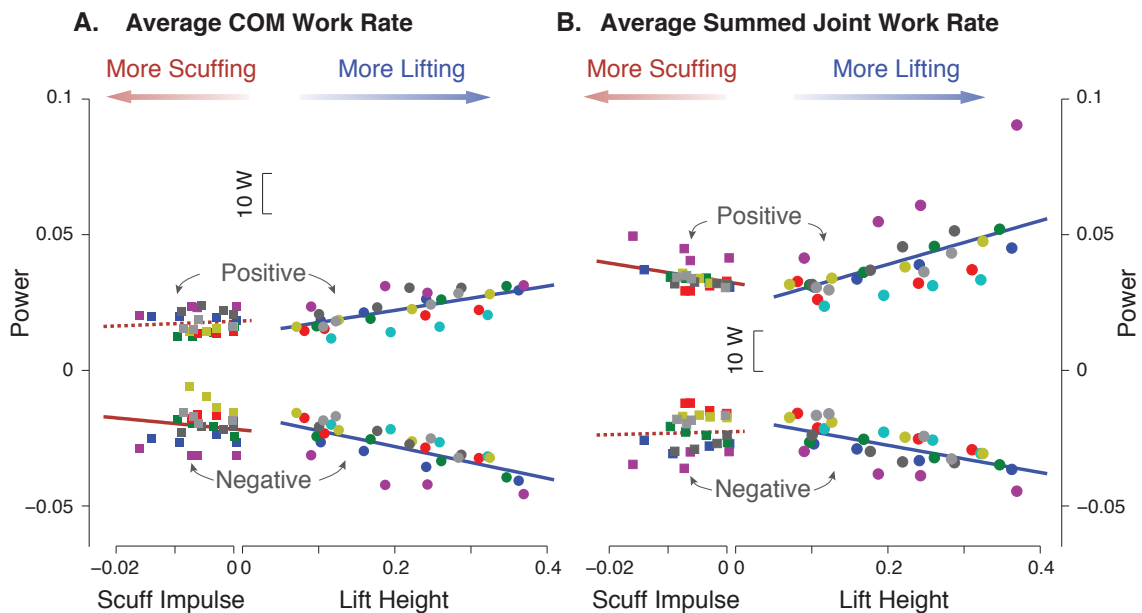 A. Average COM Work Rate
B. Average Summed Joint Work Rate
More Scuffing
More Lifting
More Scuffing
More Lifting
0.1
0.05
0
−0.05
Power
10 W
Positive
Negative
−0.02
0
0
0.2
0.4
Scuff Impulse
Lift Height
10 W
Positive
Negative
−0.02
0
0
0.2
0.4
Scuff Impulse
Lift Height
0.1
0.05
0
−0.05
Power